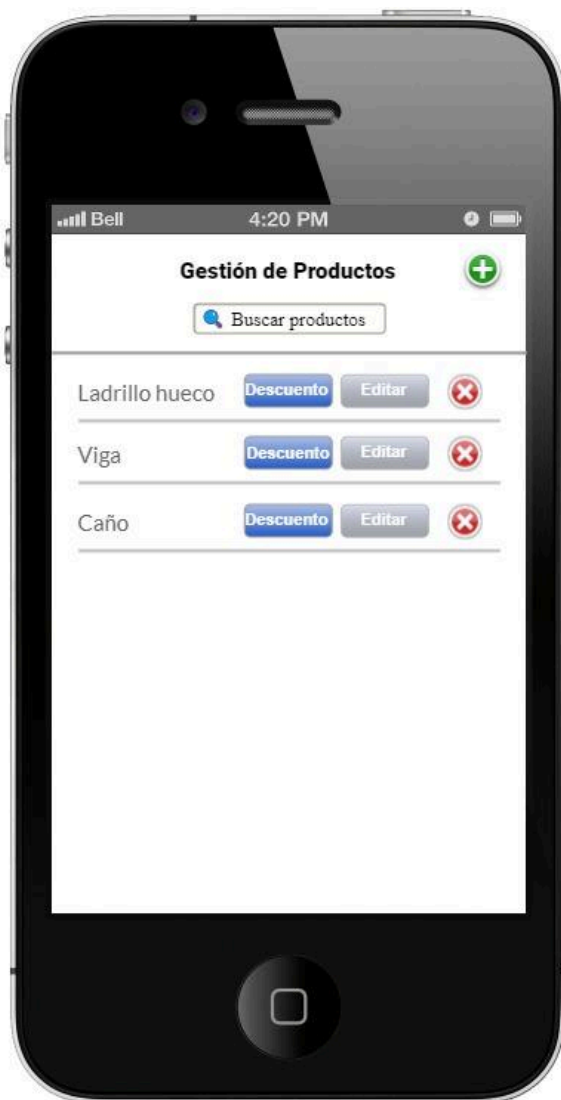 Bell 4:20 PM
Gestión de Productos
Buscar productos
Ladrillo hueco Descuento Editar
Viga Descuento Editar
Caño Descuento Editar